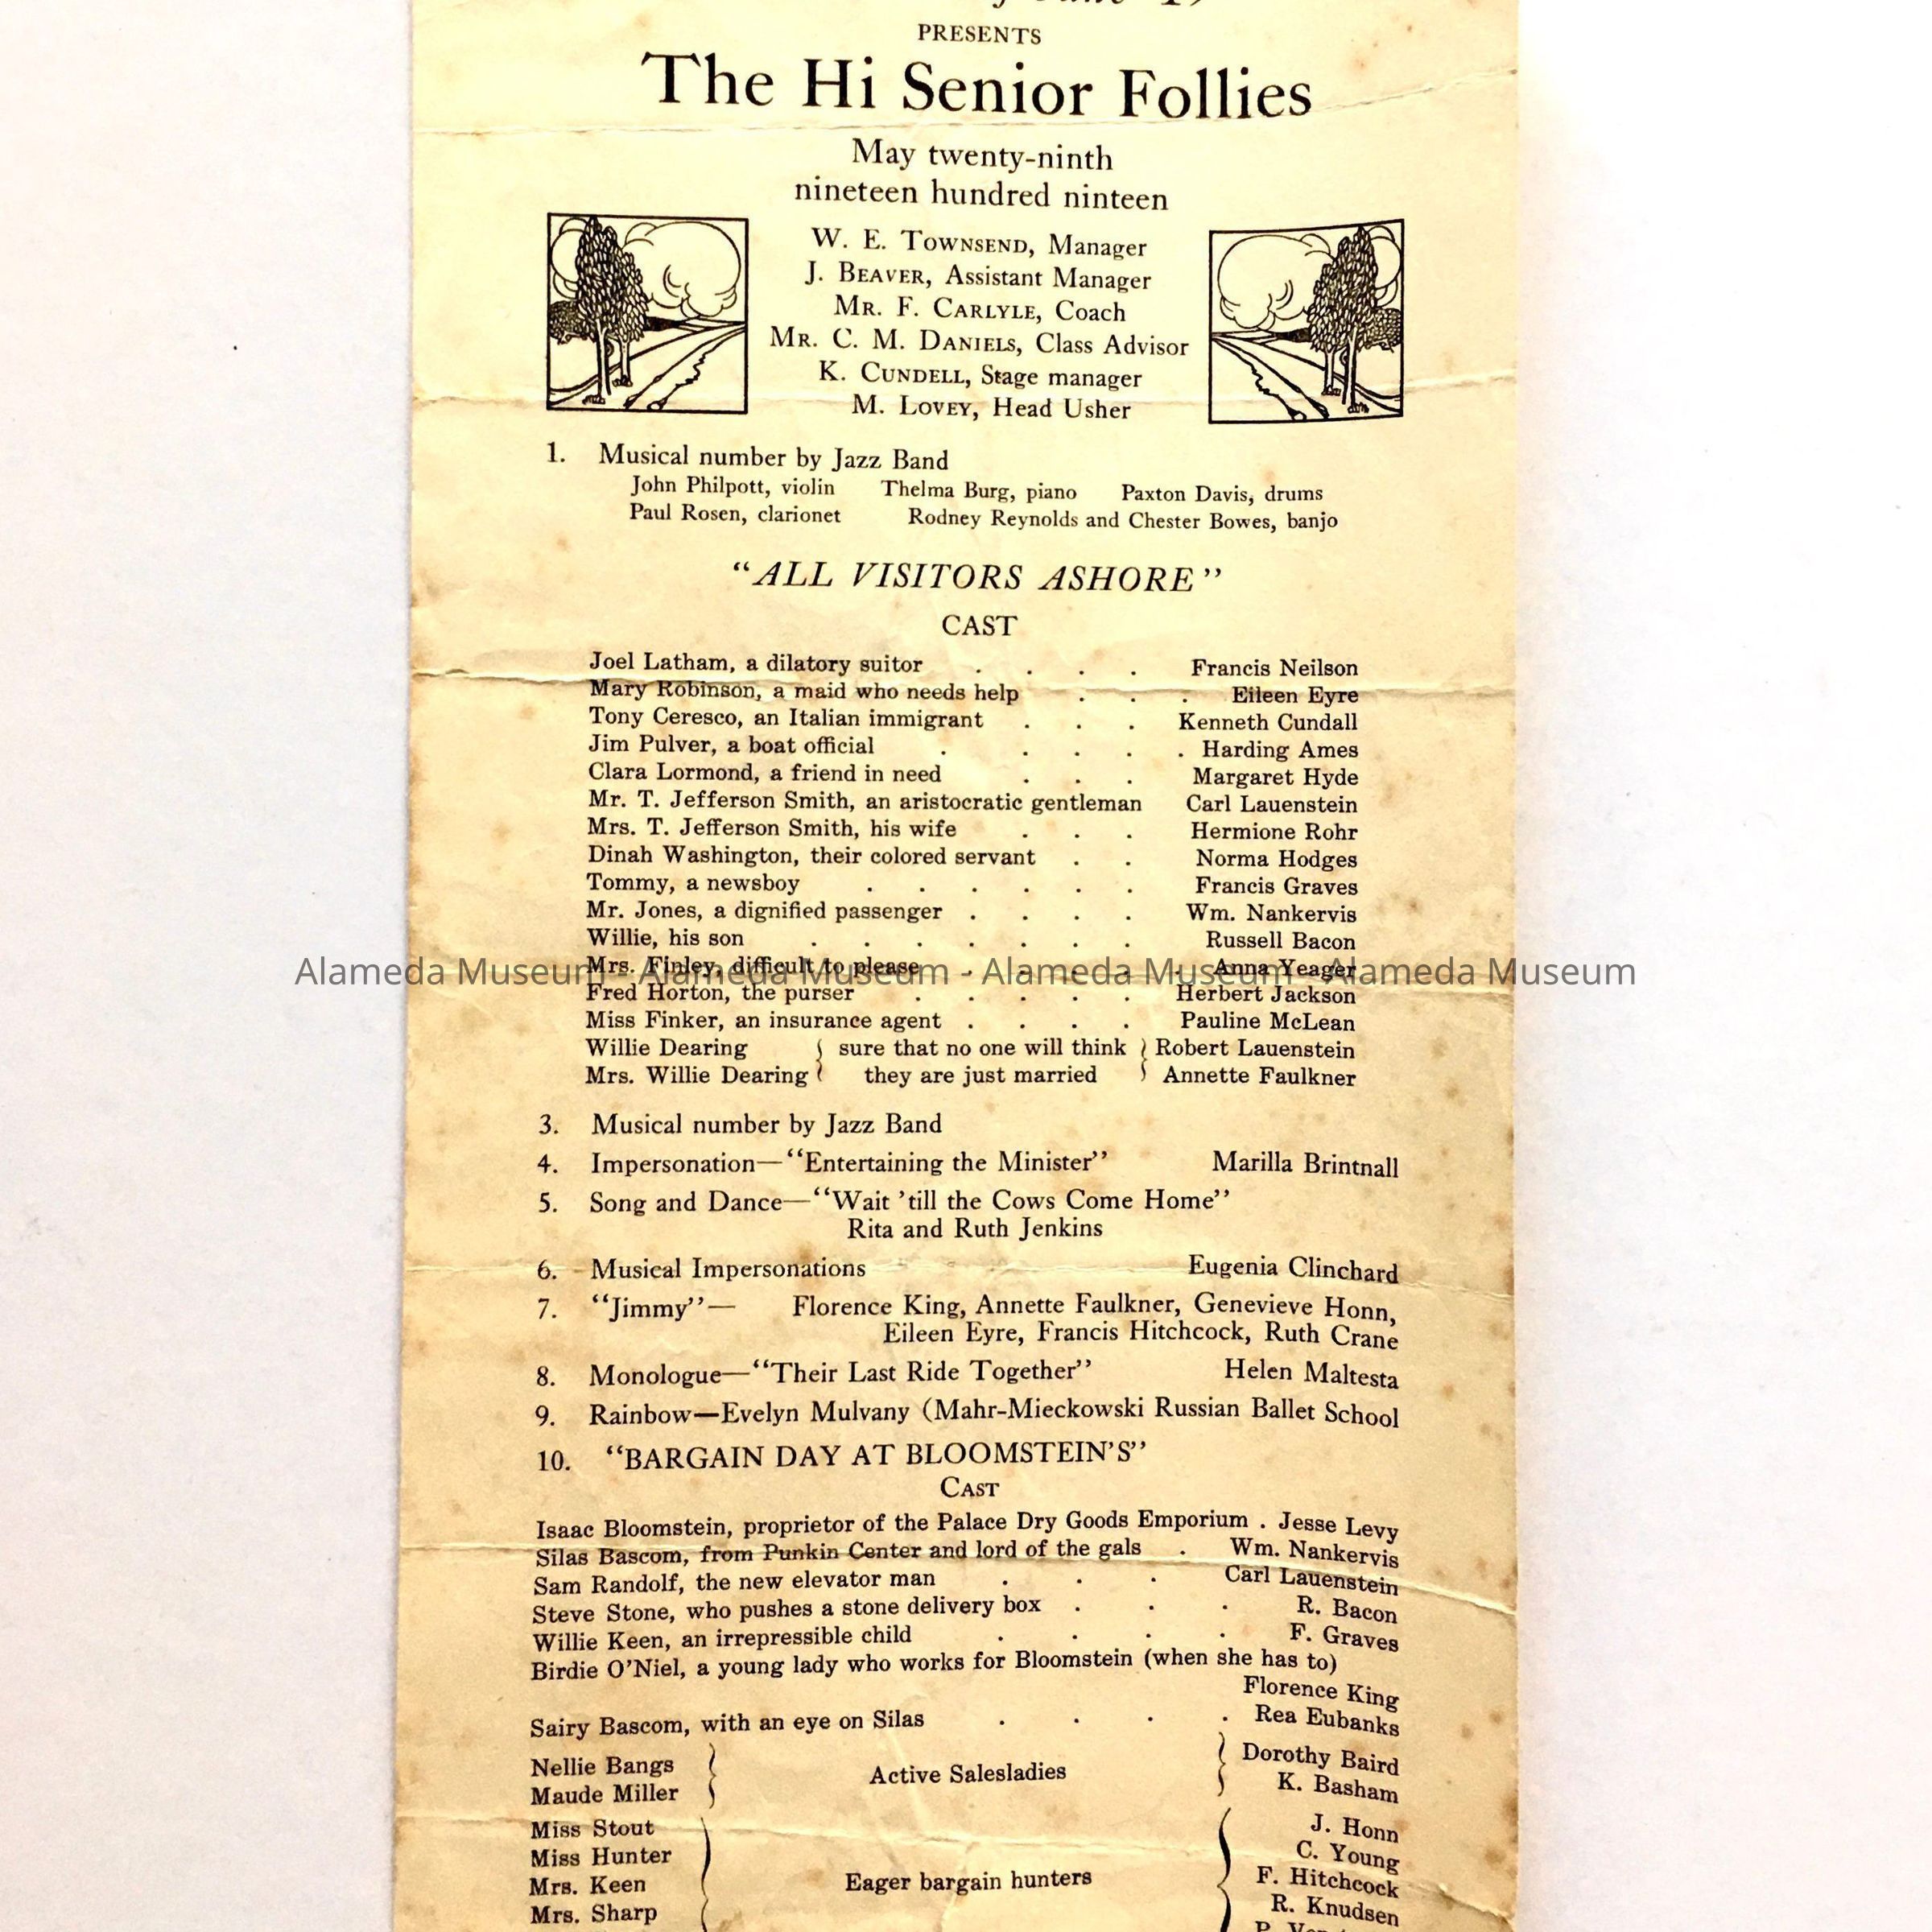 PRESENTS
The Hi Senior Follies
May twenty-ninth
nineteen hundred ninteen
W. E. TOWNSEND, Manager
J. BEAVER, Assistant Manager
MR. F. CARLYLE, Coach
MR. C. M. DANIELS, Class Advisor
K. CUNDELL, Stage manager
M. LOVEY, Head Usher
1. Musical number by Jazz Band
John Philpott, violin Thelma Burg, piano Paxton Davis, drums
Paul Rosen, clarionet Rodney Reynolds and Chester Bowes, banjo
"ALL VISITORS ASHORE"
CAST
Joel Latham, a dilatory suitor . . . . Francis Neilson
Mary Robinson, a maid who needs help . . . Eileen Eyre
Tony Ceresco, an Italian immigrant . . . Kenneth Cundall
Jim Pulver, a boat official . . . . . Harding Ames
Clara Lormond, a friend in need . . . Margaret Hyde
Mr. T. Jefferson Smith, an aristocratic gentleman Carl Lauenstein
Mrs. T. Jefferson Smith, his wife . . . Hermione Rohr
Dinah Washington, their colored servant . . Norma Hodges
Tommy, a newsboy . . . . . . Francis Graves
Mr. Jones, a dignified passenger . . . . Wm. Nankervis
Willie, his son . . . . . . . Russell Bacon
Mrs. Finley, difficult to please . . . . . Anna Yeager
Alameda Museum - Alameda Museum - Alameda Museum - Alameda Museum
Fred Horton, the purser . . . . . Herbert Jackson
Miss Finker, an insurance agent . . . . Pauline McLean
Willie Dearing { sure that no one will think } Robert Lauenstein
Mrs. Willie Dearing { they are just married } Annette Faulkner
3. Musical number by Jazz Band
4. Impersonation—"Entertaining the Minister" Marilla Brintnall
5. Song and Dance—"Wait 'till the Cows Come Home"
Rita and Ruth Jenkins
6. Musical Impersonations Eugenia Clinchard
7. "Jimmy"— Florence King, Annette Faulkner, Genevieve Honn,
Eileen Eyre, Francis Hitchcock, Ruth Crane
8. Monologue—"Their Last Ride Together" Helen Maltesta
9. Rainbow—Evelyn Mulvany (Mahr-Mieckowski Russian Ballet School
10. "BARGAIN DAY AT BLOOMSTEIN'S"
CAST
Isaac Bloomstein, proprietor of the Palace Dry Goods Emporium . Jesse Levy
Silas Bascom, from Punkin Center and lord of the gals . Wm. Nankervis
Sam Randolf, the new elevator man . . . Carl Lauenstein
Steve Stone, who pushes a stone delivery box . . . R. Bacon
Willie Keen, an irrepressible child . . . . F. Graves
Birdie O'Niel, a young lady who works for Bloomstein (when she has to)
Florence King
Sairy Bascom, with an eye on Silas . . . . Rea Eubanks
Nellie Bangs Dorothy Baird
Active Salesladies
Maude Miller K. Basham
Miss Stout J. Honn
Miss Hunter C. Young
Eager bargain hunters
Mrs. Keen F. Hitchcock
Mrs. Sharp R. Knudsen